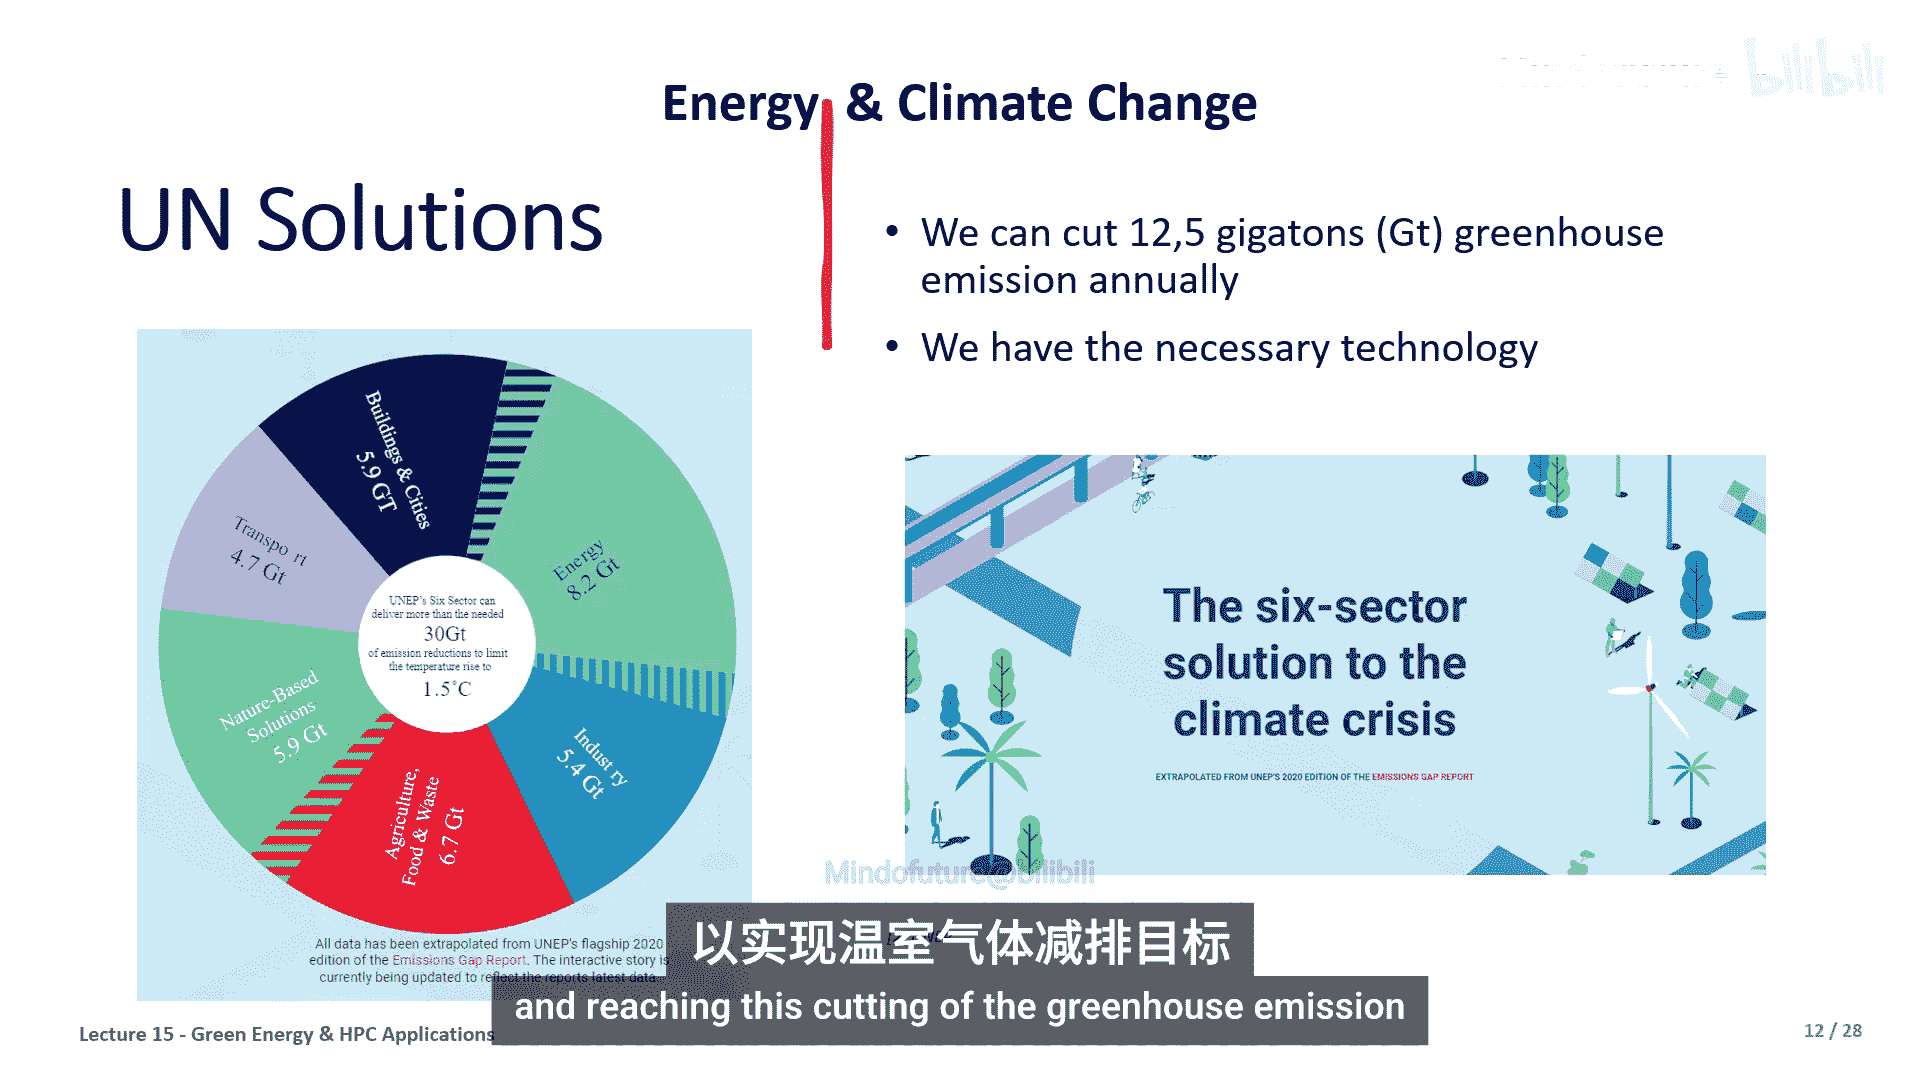 bilibili
Energy & Climate Change
UN Solutions
• We can cut 12,5 gigatons (Gt) greenhouse
emission annually
• We have the necessary technology
Buildings & Cities
5.9 GT
Energy
8.2 Gt
Transpo rt
4.7 Gt
UNEP's Six Sector can
deliver more than the needed
30Gt
of emission reductions to limit
the temperature rise to
1.5°C
Nature-Based
Solutions
5.9 Gt
Indust ry
5.4 Gt
Agriculture,
Food & Waste
6.7 Gt
The six-sector
solution to the
climate crisis
EXTRAPOLATED FROM UNEP'S 2020 EDITION OF THE EMISSIONS GAP REPORT
Mindofuture@bilibili
All data has been extrapolated from UNEP's flagship 2020
edition of the Emissions Gap Report. The interactive story is
currently being updated to reflect the reports latest data.
以实现温室气体减排目标
and reaching this cutting of the greenhouse emission
Lecture 15 - Green Energy & HPC Applications
12 / 28